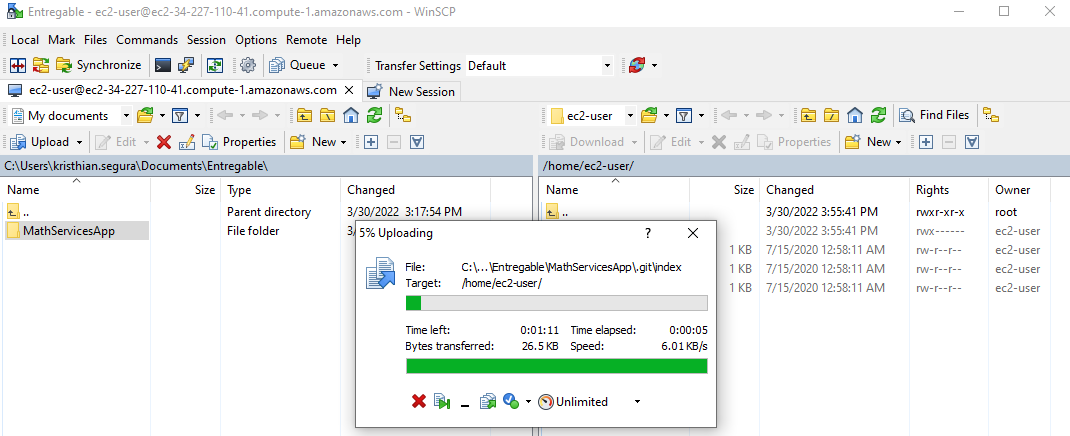 Entregable - ec2-user@ec2-34-227-110-41.compute-1.amazonaws.com - WinSCP
Local Mark Files Commands Session Options Remote Help
Synchronize Queue Transfer Settings Default
ec2-user@ec2-34-227-110-41.compute-1.amazonaws.com × New Session
My documents ec2-user Find Files
Upload Edit Properties New Download Edit Properties New
C:\Users\kristhian.segura\Documents\Entregable\ /home/ec2-user/
Name Size Type Changed Name Size Changed Rights Owner
.. Parent directory 3/30/2022 3:17:54 PM .. 3/30/2022 3:55:41 PM rwxr-xr-x root
MathServicesApp File folder 3/30/2022 3:55:41 PM rwx------ ec2-user
1 KB 7/15/2020 12:58:11 AM rw-r--r-- ec2-user
1 KB 7/15/2020 12:58:11 AM rw-r--r-- ec2-user
1 KB 7/15/2020 12:58:11 AM rw-r--r-- ec2-user
5% Uploading ?
File: C:\...\Entregable\MathServicesApp\.git\index
Target: /home/ec2-user/
Time left: 0:01:11 Time elapsed: 0:00:05
Bytes transferred: 26.5 KB Speed: 6.01 KB/s
Unlimited